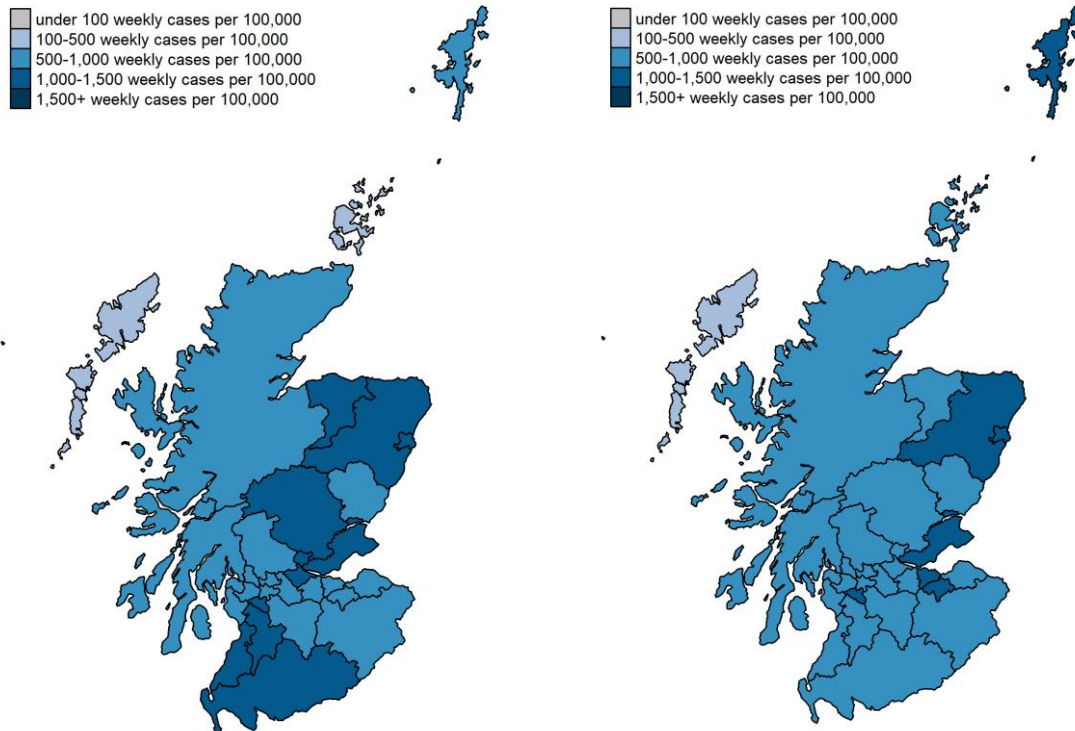 under 100 weekly cases per 100,000
100-500 weekly cases per 100,000
500-1,000 weekly cases per 100,000
1,000-1,500 weekly cases per 100,000
1,500+ weekly cases per 100,000
under 100 weekly cases per 100,000
100-500 weekly cases per 100,000
500-1,000 weekly cases per 100,000
1,000-1,500 weekly cases per 100,000
1,500+ weekly cases per 100,000